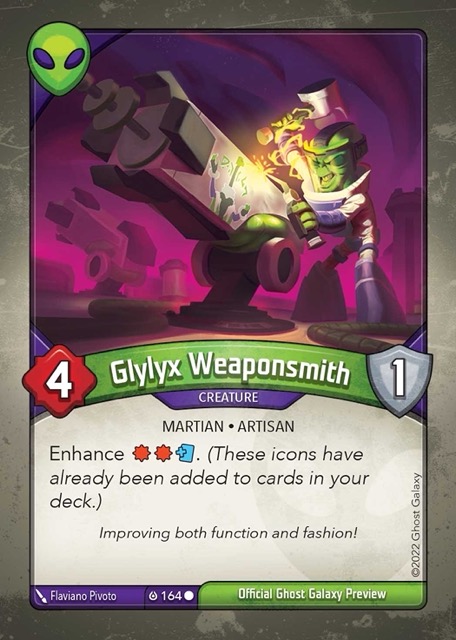 4
Glylyx Weaponsmith
1
CREATURE
MARTIAN • ARTISAN
Enhance . (These icons have
already been added to cards in your
deck.)
Improving both function and fashion!
©2022 Ghost Galaxy
Flaviano Pivoto
164
Official Ghost Galaxy Preview